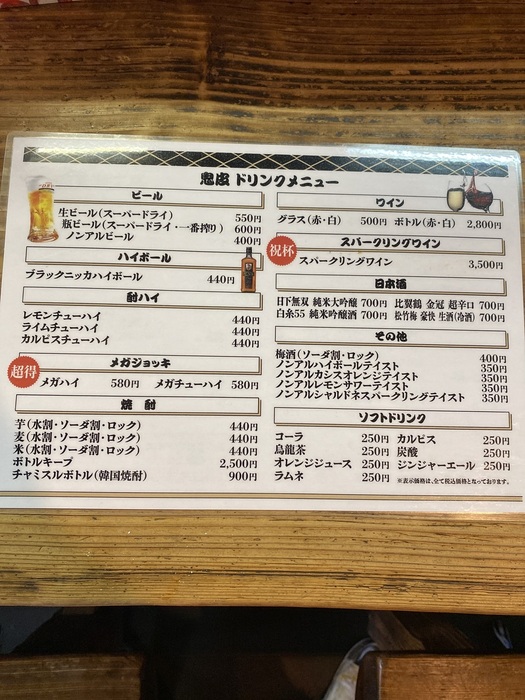 鬼皮 ドリンクメニュー
ビール
生ビール(スーパードライ) 550円
瓶ビール(スーパードライ・一番搾り) 600円
ノンアルビール 400円
ハイボール
ブラックニッカハイボール 440円
酎ハイ
レモンチューハイ 440円
ライムチューハイ 440円
カルピスチューハイ 440円
超得
メガジョッキ
メガハイ 580円 メガチューハイ 580円
焼 酎
芋(水割・ソーダ割・ロック) 440円
麦(水割・ソーダ割・ロック) 440円
米(水割・ソーダ割・ロック) 440円
ボトルキープ 2,500円
チャミスルボトル(韓国焼酎) 900円
ワイン
グラス(赤・白) 500円 ボトル(赤・白) 2,800円
祝杯
スパークリングワイン
スパークリングワイン 3,500円
日本酒
日下無双 純米大吟醸 700円 比翼鶴 金冠 超辛口 700円
白糸55 純米吟醸酒 700円 松竹梅 豪快 生酒(冷酒) 700円
その他
梅酒(ソーダ割・ロック) 400円
ノンアルハイボールテイスト 350円
ノンアルカシスオレンジテイスト 350円
ノンアルレモンサワーテイスト 350円
ノンアルシャルドネスパークリングテイスト 350円
ソフトドリンク
コーラ 250円 カルピス 250円
烏龍茶 250円 炭酸 250円
オレンジジュース 250円 ジンジャーエール 250円
ラムネ 250円 ※表示価格は、全て税込価格となっております。